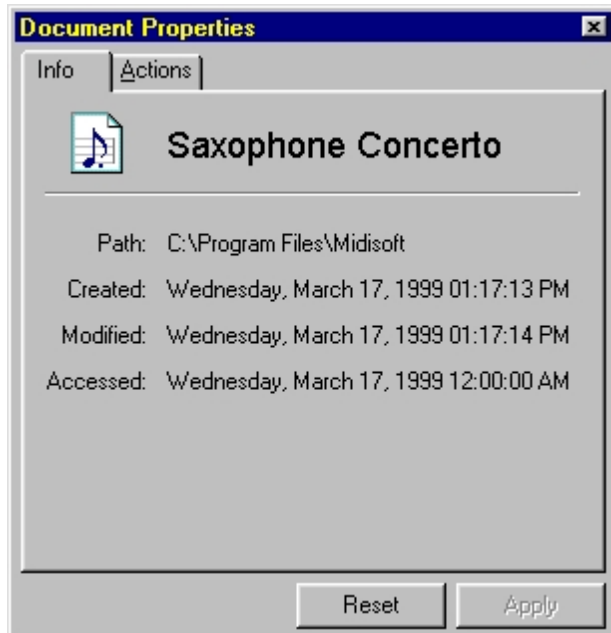 Document Properties
Info Actions
Saxophone Concerto
Path: C:\Program Files\Midisoft
Created: Wednesday, March 17, 1999 01:17:13 PM
Modified: Wednesday, March 17, 1999 01:17:14 PM
Accessed: Wednesday, March 17, 1999 12:00:00 AM
Reset Apply